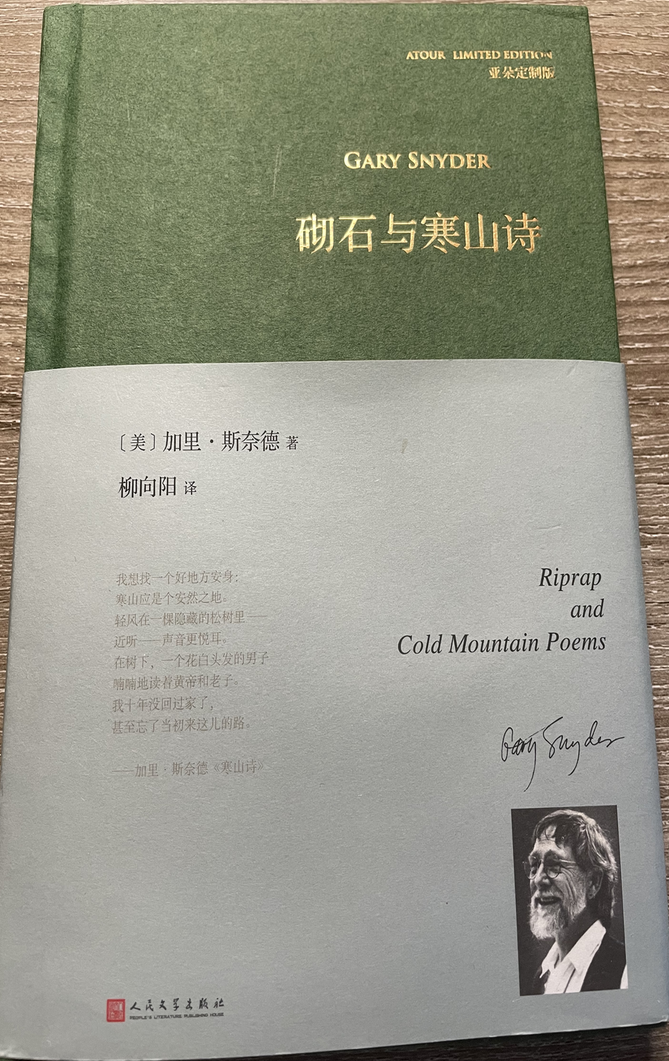 ATOUR LIMITED EDITION
亚朵定制版
GARY SNYDER
砌石与寒山诗
〔美〕加里·斯奈德 著
柳向阳 译
我想找一个好地方安身：
寒山应是个安然之地。
轻风在一棵隐藏的松树里——
近听——声音更悦耳。
在树下，一个花白头发的男子
喃喃地读着黄帝和老子。
我十年没回过家了，
甚至忘了当初来这儿的路。
——加里·斯奈德《寒山诗》
Riprap
and
Cold Mountain Poems
Gary Snyder
人民文学出版社
PEOPLE'S LITERATURE PUBLISHING HOUSE